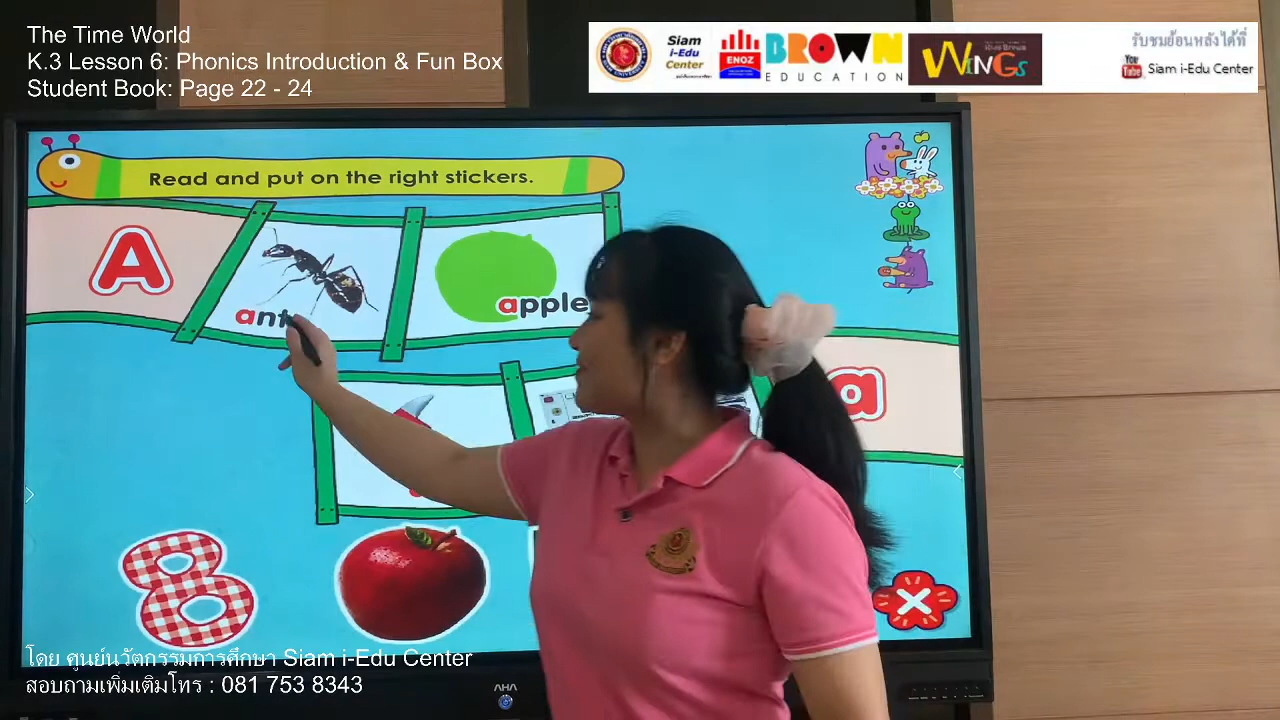 The Time World
K.3 Lesson 6: Phonics Introduction & Fun Box
Student Book: Page 22 - 24
Siam
i-Edu
Center
ENOZ
BROWN
EDUCATION
WINGS
รับชมย้อนหลังได้ที่
You
Tube
Siam i-Edu Center
Read and put on the right stickers.
A
ant
apple
a
8
โดย ศูนย์นวัตกรรมการศึกษา Siam i-Edu Center
สอบถามเพิ่มเติมโทร : 081 753 8343
AHA